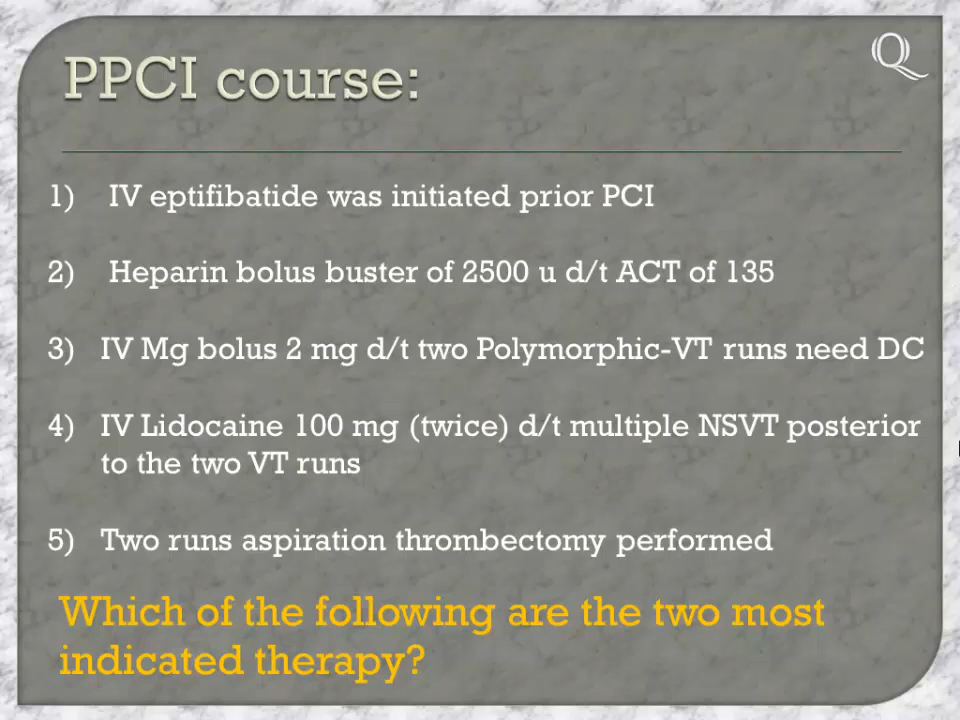 Q
PPCI course:
1) IV eptifibatide was initiated prior PCI
2) Heparin bolus buster of 2500 u d/t ACT of 135
3) IV Mg bolus 2 mg d/t two Polymorphic-VT runs need DC
4) IV Lidocaine 100 mg (twice) d/t multiple NSVT posterior
to the two VT runs
5) Two runs aspiration thrombectomy performed
Which of the following are the two most
indicated therapy?